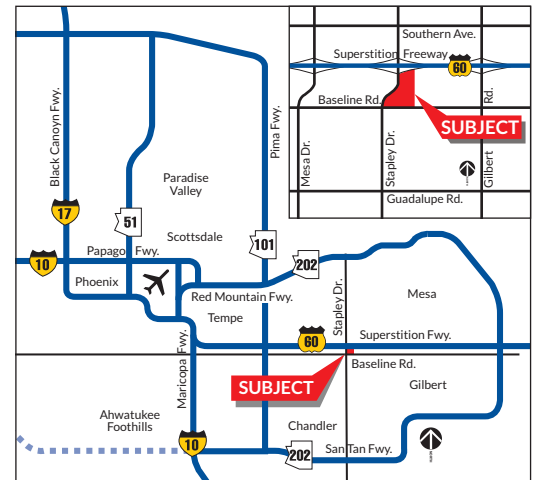 Southern Ave.
Superstition Freeway
60
Baseline Rd.
SUBJECT
Mesa Dr.
Stapley Dr.
Gilbert
Rd.
Guadalupe Rd.
Black Canoyn Fwy.
Pima Fwy.
Paradise
Valley
17
51
Scottsdale
101
Papago Fwy.
10
202
Phoenix
Red Mountain Fwy.
Stapley Dr.
Mesa
Tempe
60
Superstition Fwy.
Maricopa Fwy.
Baseline Rd.
SUBJECT
Gilbert
Ahwatukee
Foothills
Chandler
10
202
San Tan Fwy.